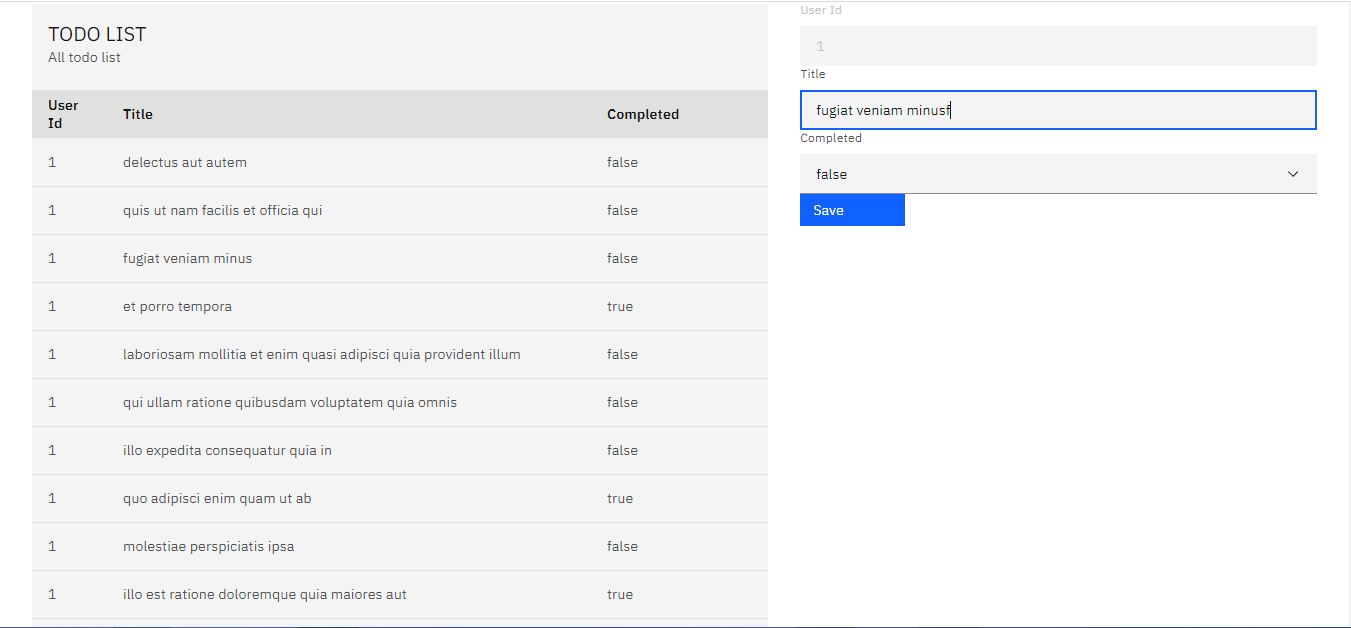 TODO LIST
All todo list
User Id Title Completed
1 delectus aut autem false
1 quis ut nam facilis et officia qui false
1 fugiat veniam minus false
1 et porro tempora true
1 laboriosam mollitia et enim quasi adipisci quia provident illum false
1 qui ullam ratione quibusdam voluptatem quia omnis false
1 illo expedita consequatur quia in false
1 quo adipisci enim quam ut ab true
1 molestiae perspiciatis ipsa false
1 illo est ratione doloremque quia maiores aut true
User Id
1
Title
fugiat veniam minusf
Completed
false
Save